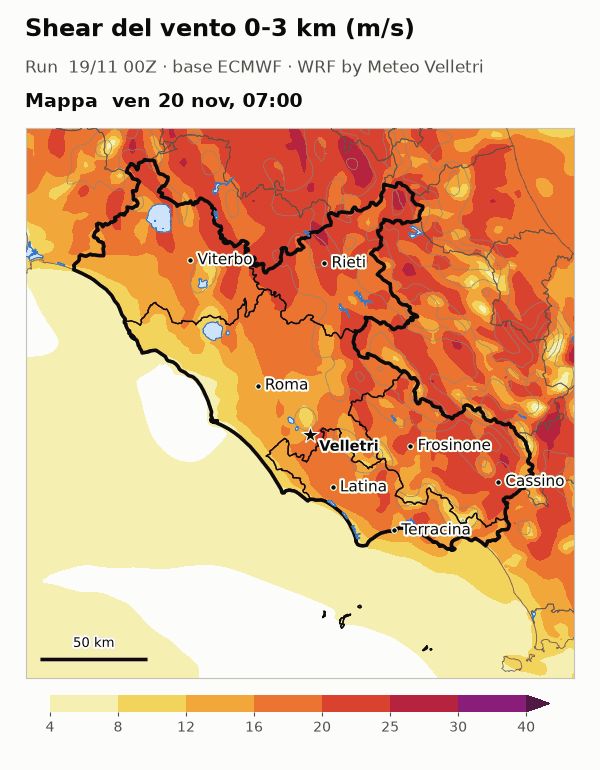 Shear del vento 0-3 km (m/s)
Run 19/11 00Z · base ECMWF · WRF by Meteo Velletri
Mappa ven 20 nov, 07:00
Viterbo
Rieti
Roma
Velletri
Frosinone
Cassino
Latina
Terracina
50 km
4 8 12 16 20 25 30 40